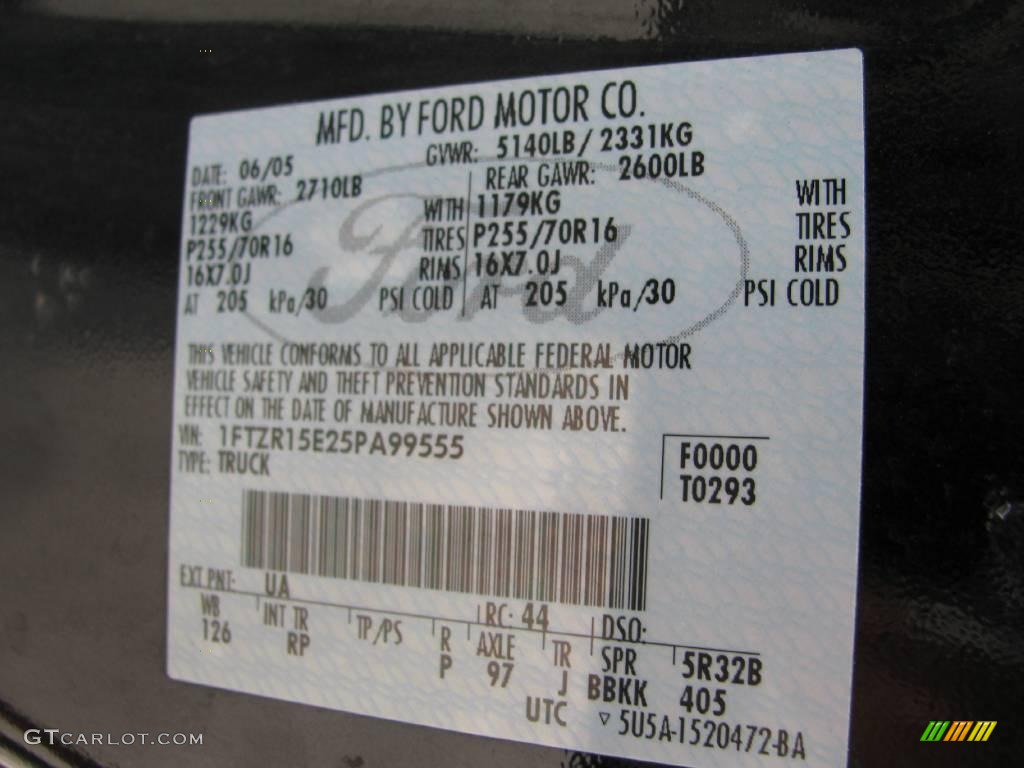 MFD. BY FORD MOTOR CO.
DATE: 06/05 GVWR: 5140LB / 2331KG
FRONT GAWR: 2710LB REAR GAWR: 2600LB
1229KG WITH 1179KG WITH
P255/70R16 TIRES P255/70R16 TIRES
16X7.0J RIMS 16X7.0J RIMS
AT 205 kPa/30 PSI COLD AT 205 kPa/30 PSI COLD
Ford
THIS VEHICLE CONFORMS TO ALL APPLICABLE FEDERAL MOTOR
VEHICLE SAFETY AND THEFT PREVENTION STANDARDS IN
EFFECT ON THE DATE OF MANUFACTURE SHOWN ABOVE.
VIN: 1FTZR15E25PA99555 F0000
TYPE: TRUCK T0293
EXT PNT: UA RC: 44 DSO:
WB INT TR TP/PS R AXLE TR SPR 5R32B
126 RP P 97 J BBKK 405
UTC ▽ 5U5A-1520472-BA
GTCARLOT.COM